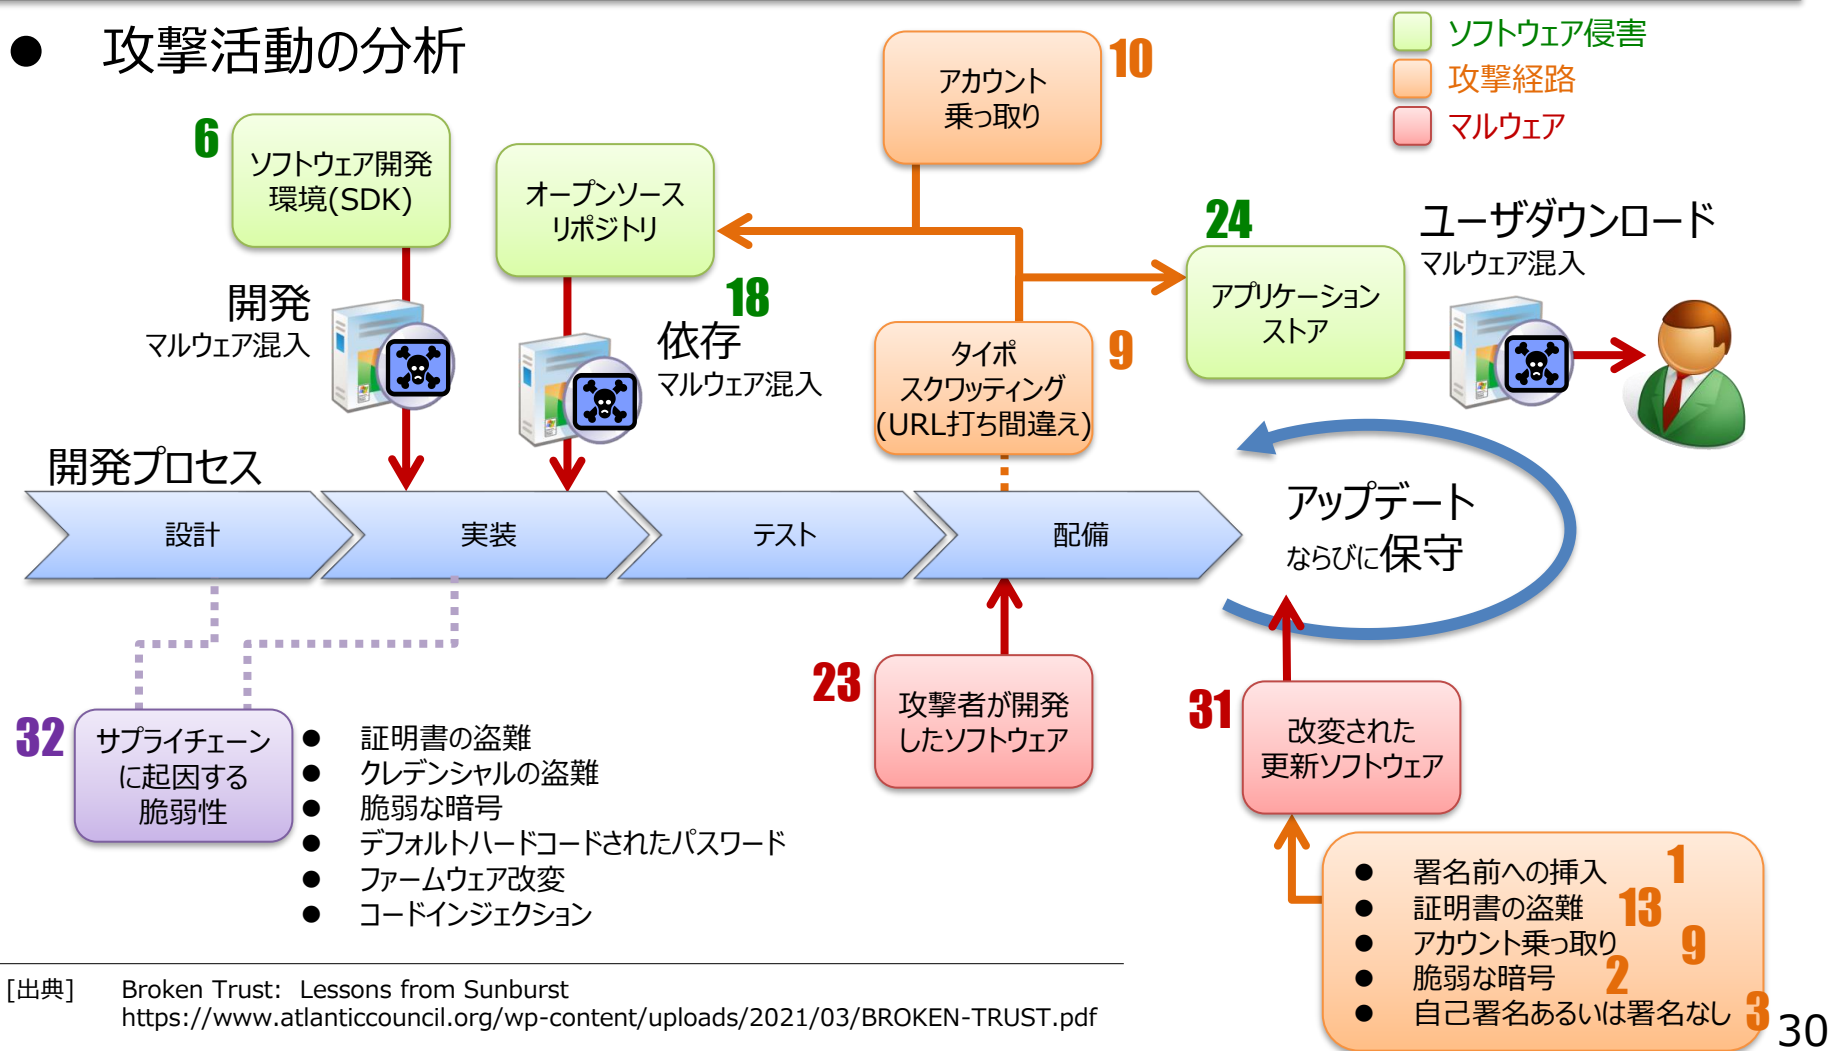 ● 攻撃活動の分析
ソフトウェア侵害
攻撃経路
マルウェア
10
アカウント
乗っ取り
6
ソフトウェア開発
環境(SDK)
オープンソース
リポジトリ
24
アプリケーション
ストア
ユーザダウンロード
マルウェア混入
開発
マルウェア混入
18
依存
マルウェア混入
9
タイポ
スクワッティング
(URL打ち間違え)
開発プロセス
設計
実装
テスト
配備
アップデート
ならびに保守
32
サプライチェーン
に起因する
脆弱性
● 証明書の盗難
● クレデンシャルの盗難
● 脆弱な暗号
● デフォルトハードコードされたパスワード
● ファームウェア改変
● コードインジェクション
23
攻撃者が開発
したソフトウェア
31
改変された
更新ソフトウェア
● 署名前への挿入 1
● 証明書の盗難 13
● アカウント乗っ取り 9
● 脆弱な暗号 2
● 自己署名あるいは署名なし 3
[出典] Broken Trust: Lessons from Sunburst
https://www.atlanticcouncil.org/wp-content/uploads/2021/03/BROKEN-TRUST.pdf
30